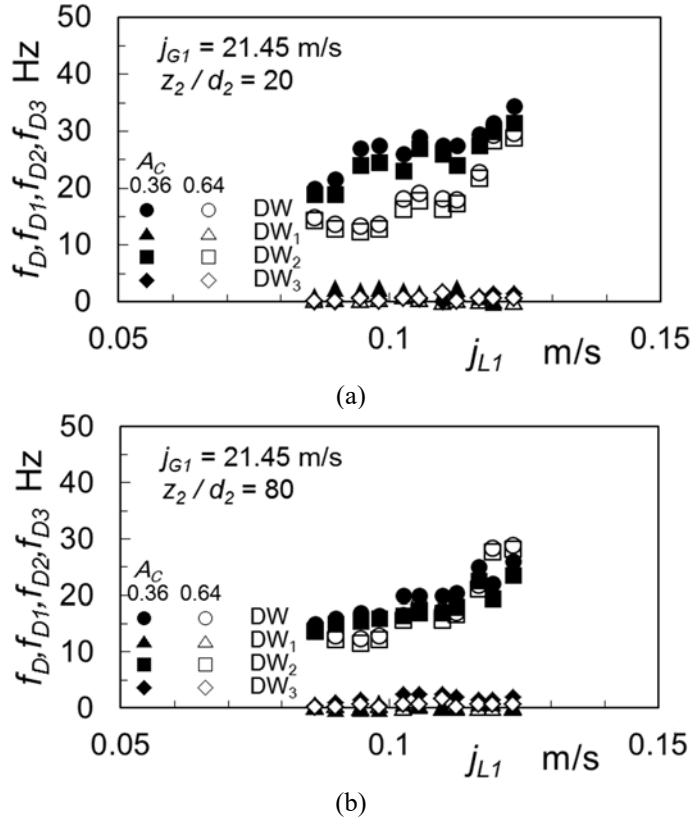 50
40
30
20
10
0
f_D, f_D1, f_D2, f_D3 Hz
j_G1 = 21.45 m/s
z_2 / d_2 = 20
A_C
0.36 0.64
DW
DW_1
DW_2
DW_3
0.05 0.1 0.15
j_L1 m/s
(a)
50
40
30
20
10
0
f_D, f_D1, f_D2, f_D3 Hz
j_G1 = 21.45 m/s
z_2 / d_2 = 80
A_C
0.36 0.64
DW
DW_1
DW_2
DW_3
0.05 0.1 0.15
j_L1 m/s
(b)